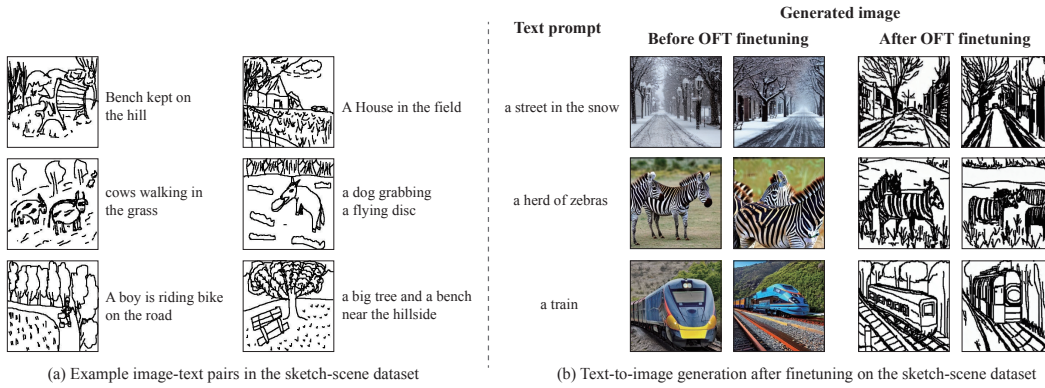 Bench kept on
the hill
A House in the field
cows walking in
the grass
a dog grabbing
a flying disc
A boy is riding bike
on the road
a big tree and a bench
near the hillside
(a) Example image-text pairs in the sketch-scene dataset
Generated image
Text prompt
Before OFT finetuning
After OFT finetuning
a street in the snow
a herd of zebras
a train
(b) Text-to-image generation after finetuning on the sketch-scene dataset